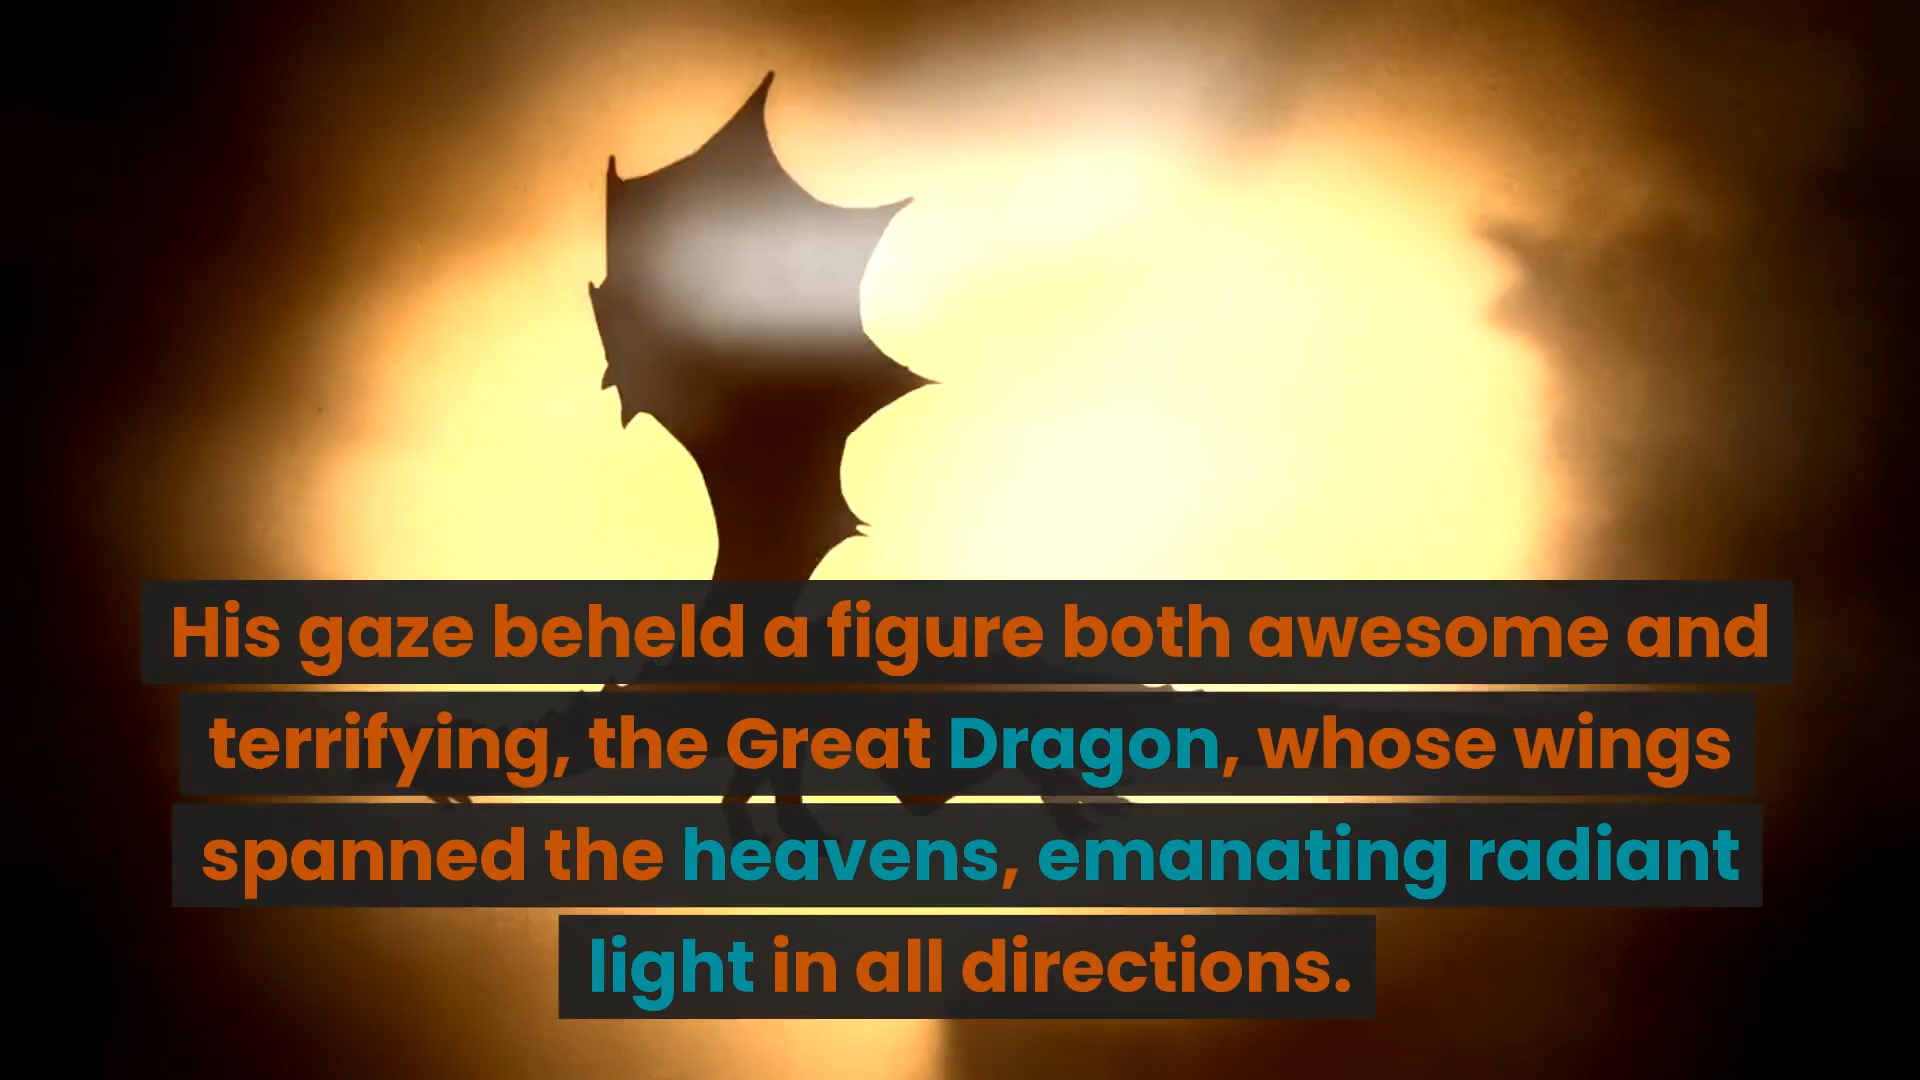 His gaze beheld a figure both awesome and
terrifying, the Great Dragon, whose wings
spanned the heavens, emanating radiant
light in all directions.